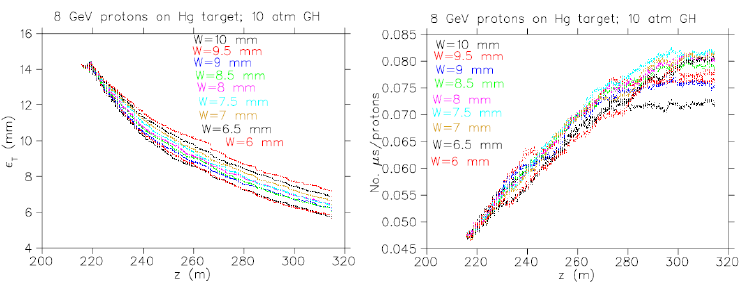 8 GeV protons on Hg target; 10 atm GH
W=10 mm
W=9.5 mm
W=9 mm
W=8.5 mm
W=8 mm
W=7.5 mm
W=7 mm
W=6.5 mm
W=6 mm
16
14
12
10
8
6
4
ϵT (mm)
200
220
240
260
280
300
320
z (m)
8 GeV protons on Hg target; 10 atm GH
W=10 mm
W=9.5 mm
W=9 mm
W=8.5 mm
W=8 mm
W=7.5 mm
W=7 mm
W=6.5 mm
W=6 mm
0.085
0.080
0.075
0.070
0.065
0.060
0.055
0.050
0.045
No. μs/protons
200
220
240
260
280
300
320
z (m)